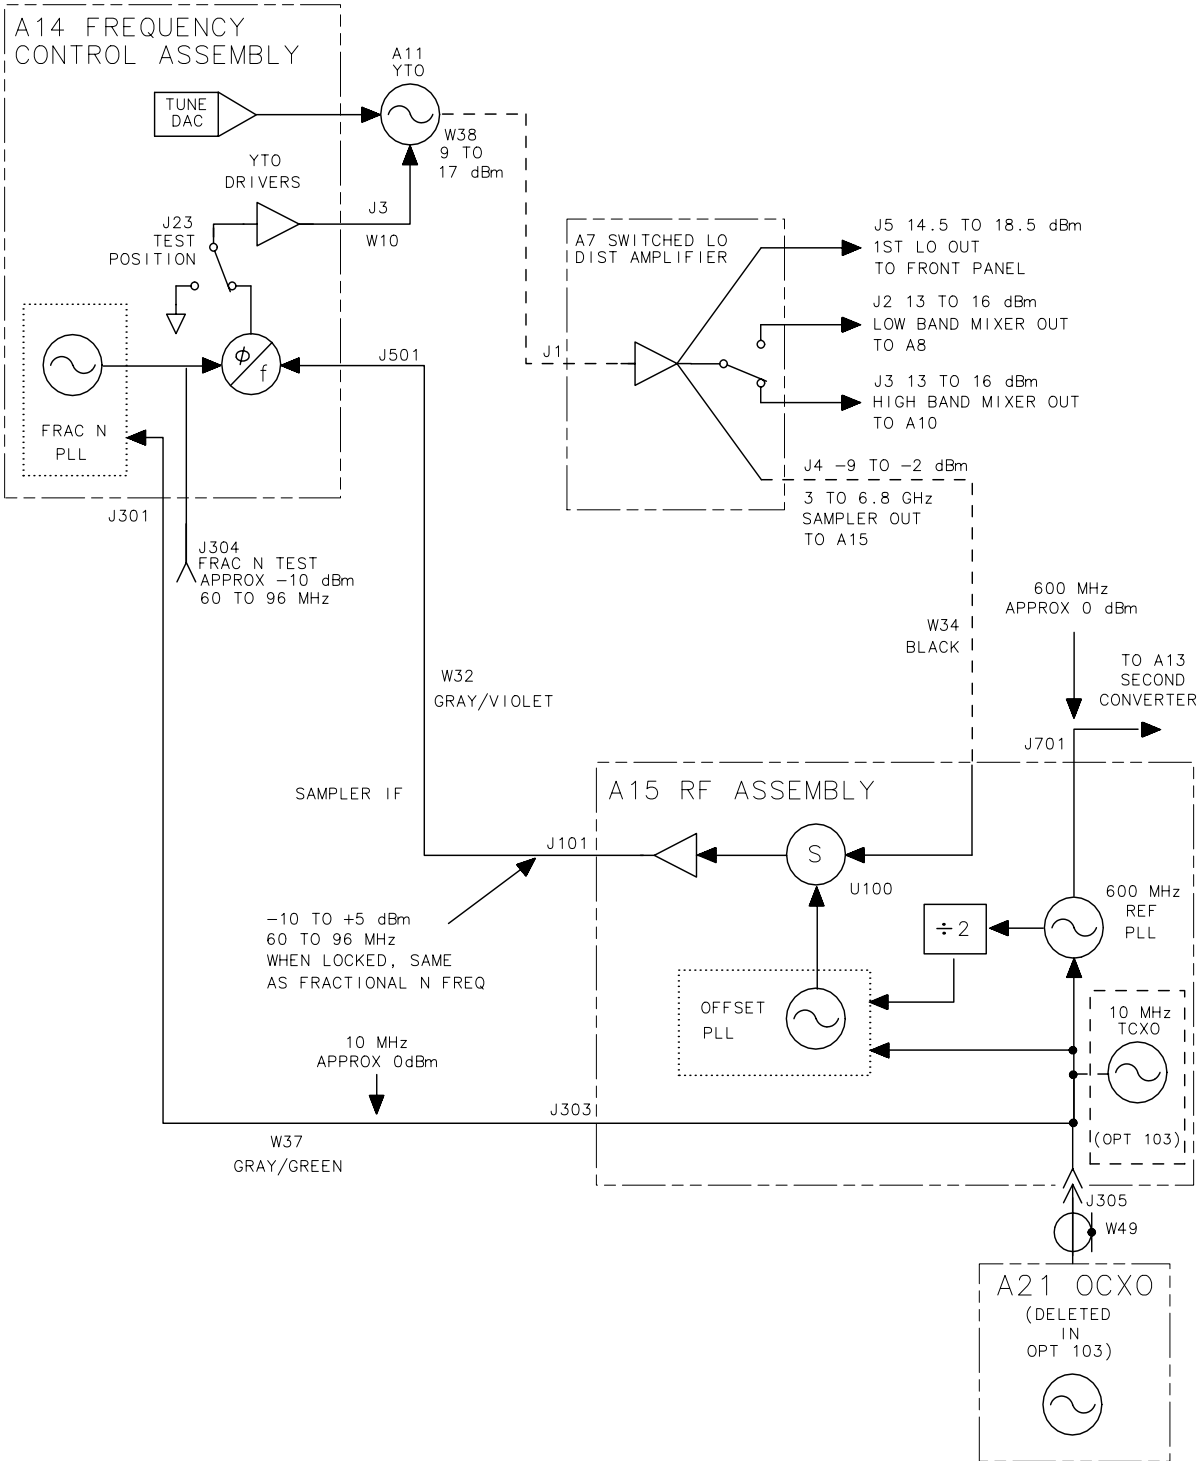 A14 FREQUENCY
CONTROL ASSEMBLY
A11
YTO
TUNE
DAC
W38
9 TO
17 dBm
YTO
DRIVERS
J3
W10
J23
TEST
POSITION
A7 SWITCHED LO
DIST AMPLIFIER
J5 14.5 TO 18.5 dBm
1ST LO OUT
TO FRONT PANEL
J2 13 TO 16 dBm
LOW BAND MIXER OUT
TO A8
J1
J3 13 TO 16 dBm
HIGH BAND MIXER OUT
TO A10
ϕ
f
J501
FRAC N
PLL
J4 -9 TO -2 dBm
3 TO 6.8 GHz
SAMPLER OUT
TO A15
J301
J304
FRAC N TEST
APPROX -10 dBm
60 TO 96 MHz
600 MHz
APPROX 0 dBm
W34
BLACK
TO A13
SECOND
CONVERTER
W32
GRAY/VIOLET
J701
A15 RF ASSEMBLY
SAMPLER IF
J101
S
U100
600 MHz
REF
PLL
-10 TO +5 dBm
60 TO 96 MHz
WHEN LOCKED, SAME
AS FRACTIONAL N FREQ
÷2
OFFSET
PLL
10 MHz
TCXO
(OPT 103)
10 MHz
APPROX 0dBm
J303
W37
GRAY/GREEN
J305
W49
A21 OCXO
(DELETED
IN
OPT 103)